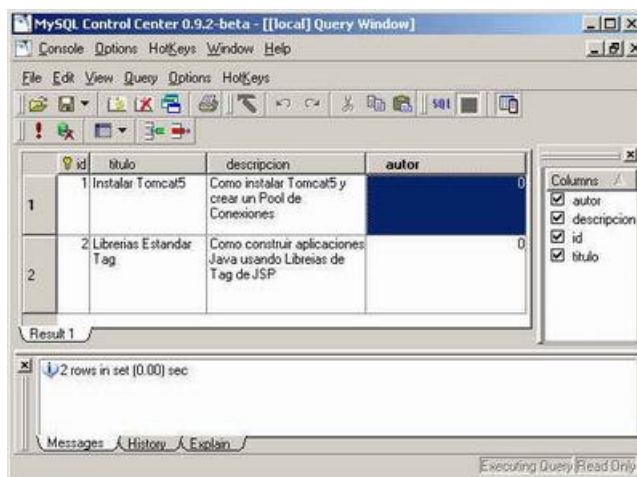 MySQL Control Center 0.9.2-beta - [[local] Query Window]
Console Options HotKeys Window Help
File Edit View Query Options HotKeys
SQL
id titulo descripcion autor
1 1 Instalar Tomcat5 Como instalar Tomcat5 y 0
crear un Pool de
Conexiones
2 2 Librerias Estandar Como construir aplicaciones 0
Tag Java usando Libreias de
Tag de JSP
Columns
autor
descripcion
id
titulo
Result 1
2 rows in set (0.00) sec
Messages History Explain
Executing Query Read Only